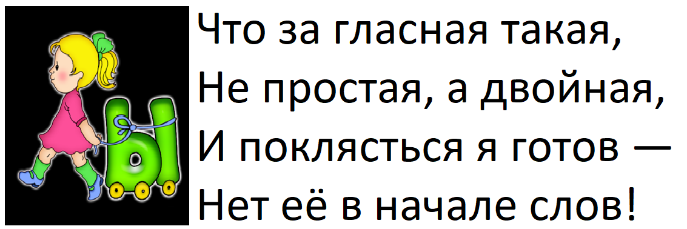 Ы
Что за гласная такая,
Не простая, а двойная,
И поклясться я готов —
Нет её в начале слов!